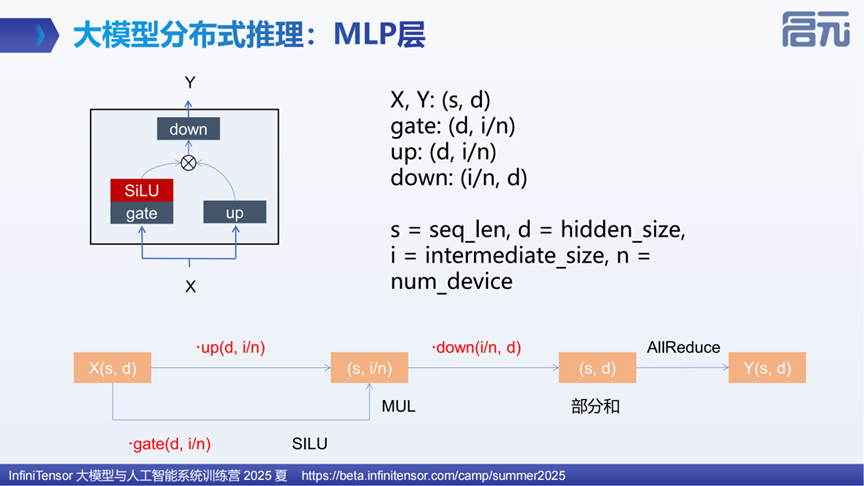 大模型分布式推理：MLP层
启元
Y
down
SiLU
gate
up
X
X, Y: (s, d)
gate: (d, i/n)
up: (d, i/n)
down: (i/n, d)
s = seq_len, d = hidden_size,
i = intermediate_size, n =
num_device
·up(d, i/n)
·down(i/n, d)
AllReduce
X(s, d)
(s, i/n)
(s, d)
Y(s, d)
MUL
部分和
·gate(d, i/n)
SILU
InfiniTensor 大模型与人工智能系统训练营 2025 夏 https://beta.infinitensor.com/camp/summer2025